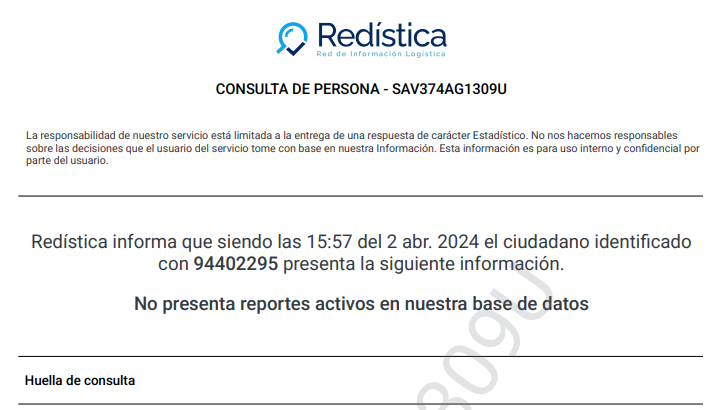 Redística
Red de Información Logística
CONSULTA DE PERSONA - SAV374AG1309U
La responsabilidad de nuestro servicio está limitada a la entrega de una respuesta de carácter Estadístico. No nos hacemos responsables
sobre las decisiones que el usuario del servicio tome con base en nuestra Información. Esta información es para uso interno y confidencial por
parte del usuario.
Redística informa que siendo las 15:57 del 2 abr. 2024 el ciudadano identificado
con 94402295 presenta la siguiente información.
No presenta reportes activos en nuestra base de datos
309U
Huella de consulta